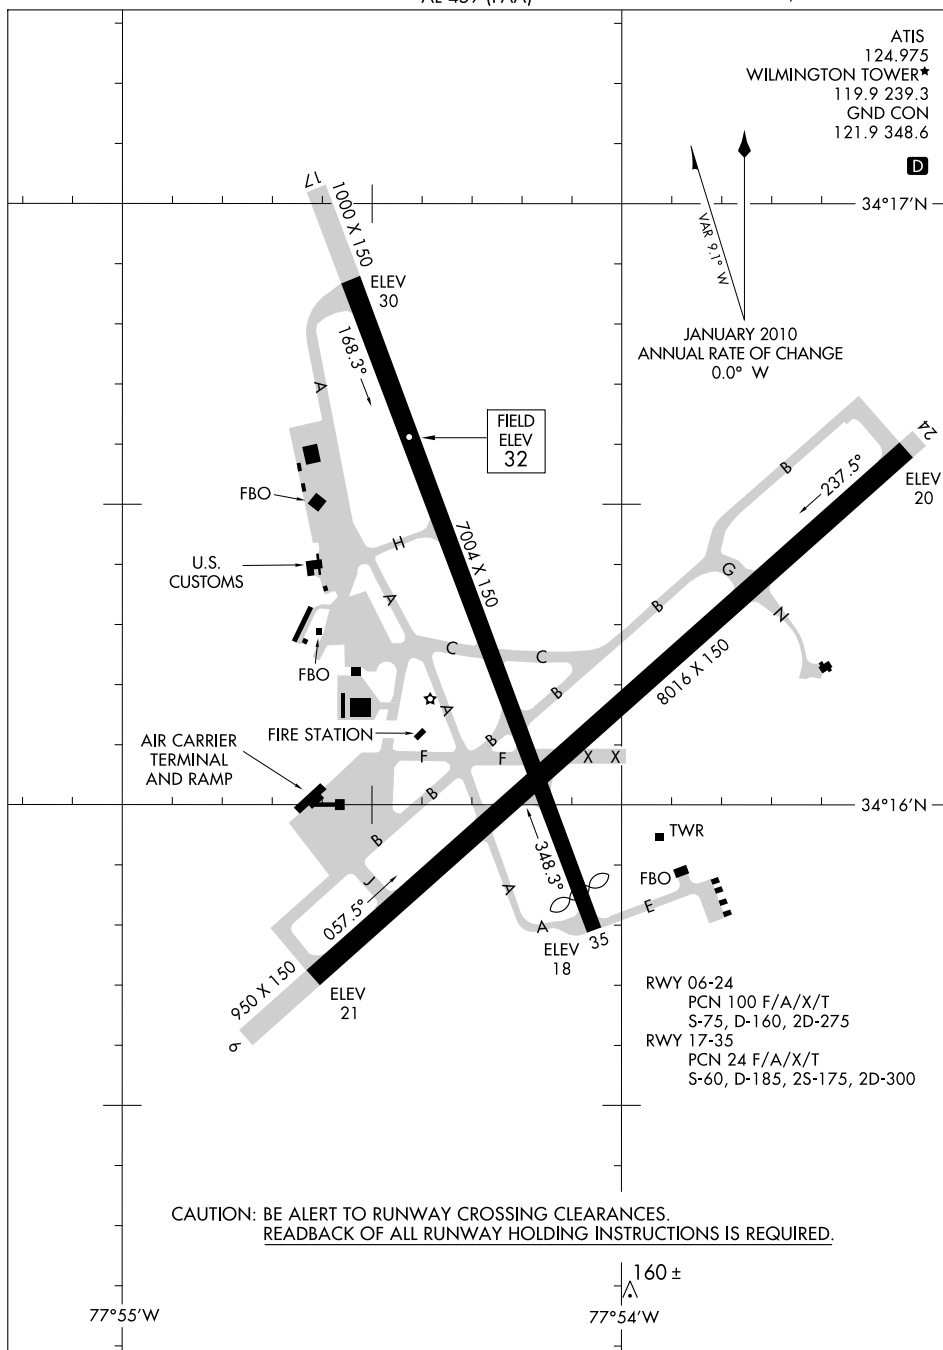 AL-459 (FAA)
ATIS
124.975
WILMINGTON TOWER★
119.9 239.3
GND CON
121.9 348.6
D
34°17'N
VAR 9.1° W
JANUARY 2010
ANNUAL RATE OF CHANGE
0.0° W
17
1000 X 150
ELEV
30
168.3°
A
FIELD
ELEV
32
24
B
237.5°
ELEV
20
FBO
7004 X 150
H
U.S.
CUSTOMS
G
A
B
N
C
C
FBO
B
8016 X 150
A
FIRE STATION
B
AIR CARRIER
TERMINAL
AND RAMP
F
F
X
X
B
34°16'N
TWR
B
348.3°
J
A
FBO
057.5°
E
A
35
ELEV
18
950 X 150
ELEV
21
6
RWY 06-24
PCN 100 F/A/X/T
S-75, D-160, 2D-275
RWY 17-35
PCN 24 F/A/X/T
S-60, D-185, 2S-175, 2D-300
CAUTION: BE ALERT TO RUNWAY CROSSING CLEARANCES.
READBACK OF ALL RUNWAY HOLDING INSTRUCTIONS IS REQUIRED.
160 ±
77°55'W
77°54'W